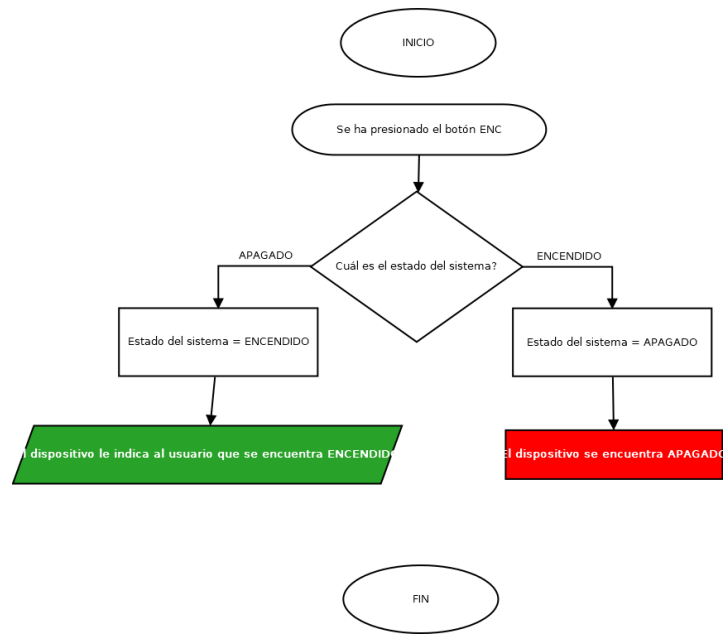 INICIO
Se ha presionado el botón ENC
Cuál es el estado del sistema?
APAGADO
ENCENDIDO
Estado del sistema = ENCENDIDO
Estado del sistema = APAGADO
l dispositivo le indica al usuario que se encuentra ENCENDIDO
El dispositivo se encuentra APAGADO
FIN